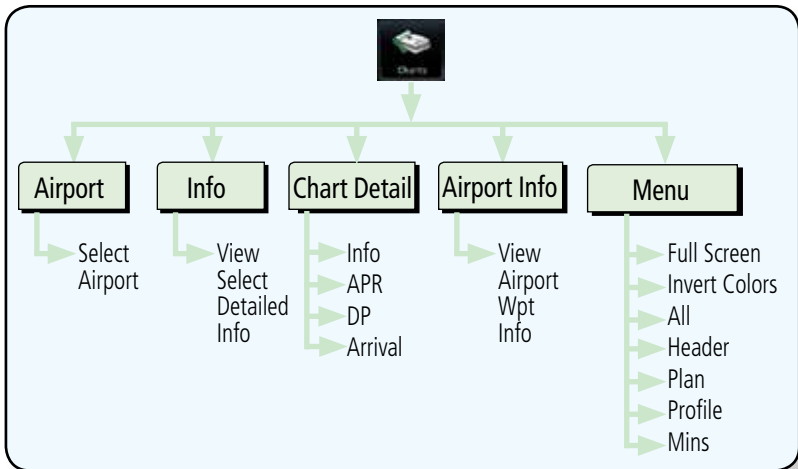 Charts
Airport
Info
Chart Detail
Airport Info
Menu
Select
Airport
View
Select
Detailed
Info
Info
APR
DP
Arrival
View
Airport
Wpt
Info
Full Screen
Invert Colors
All
Header
Plan
Profile
Mins